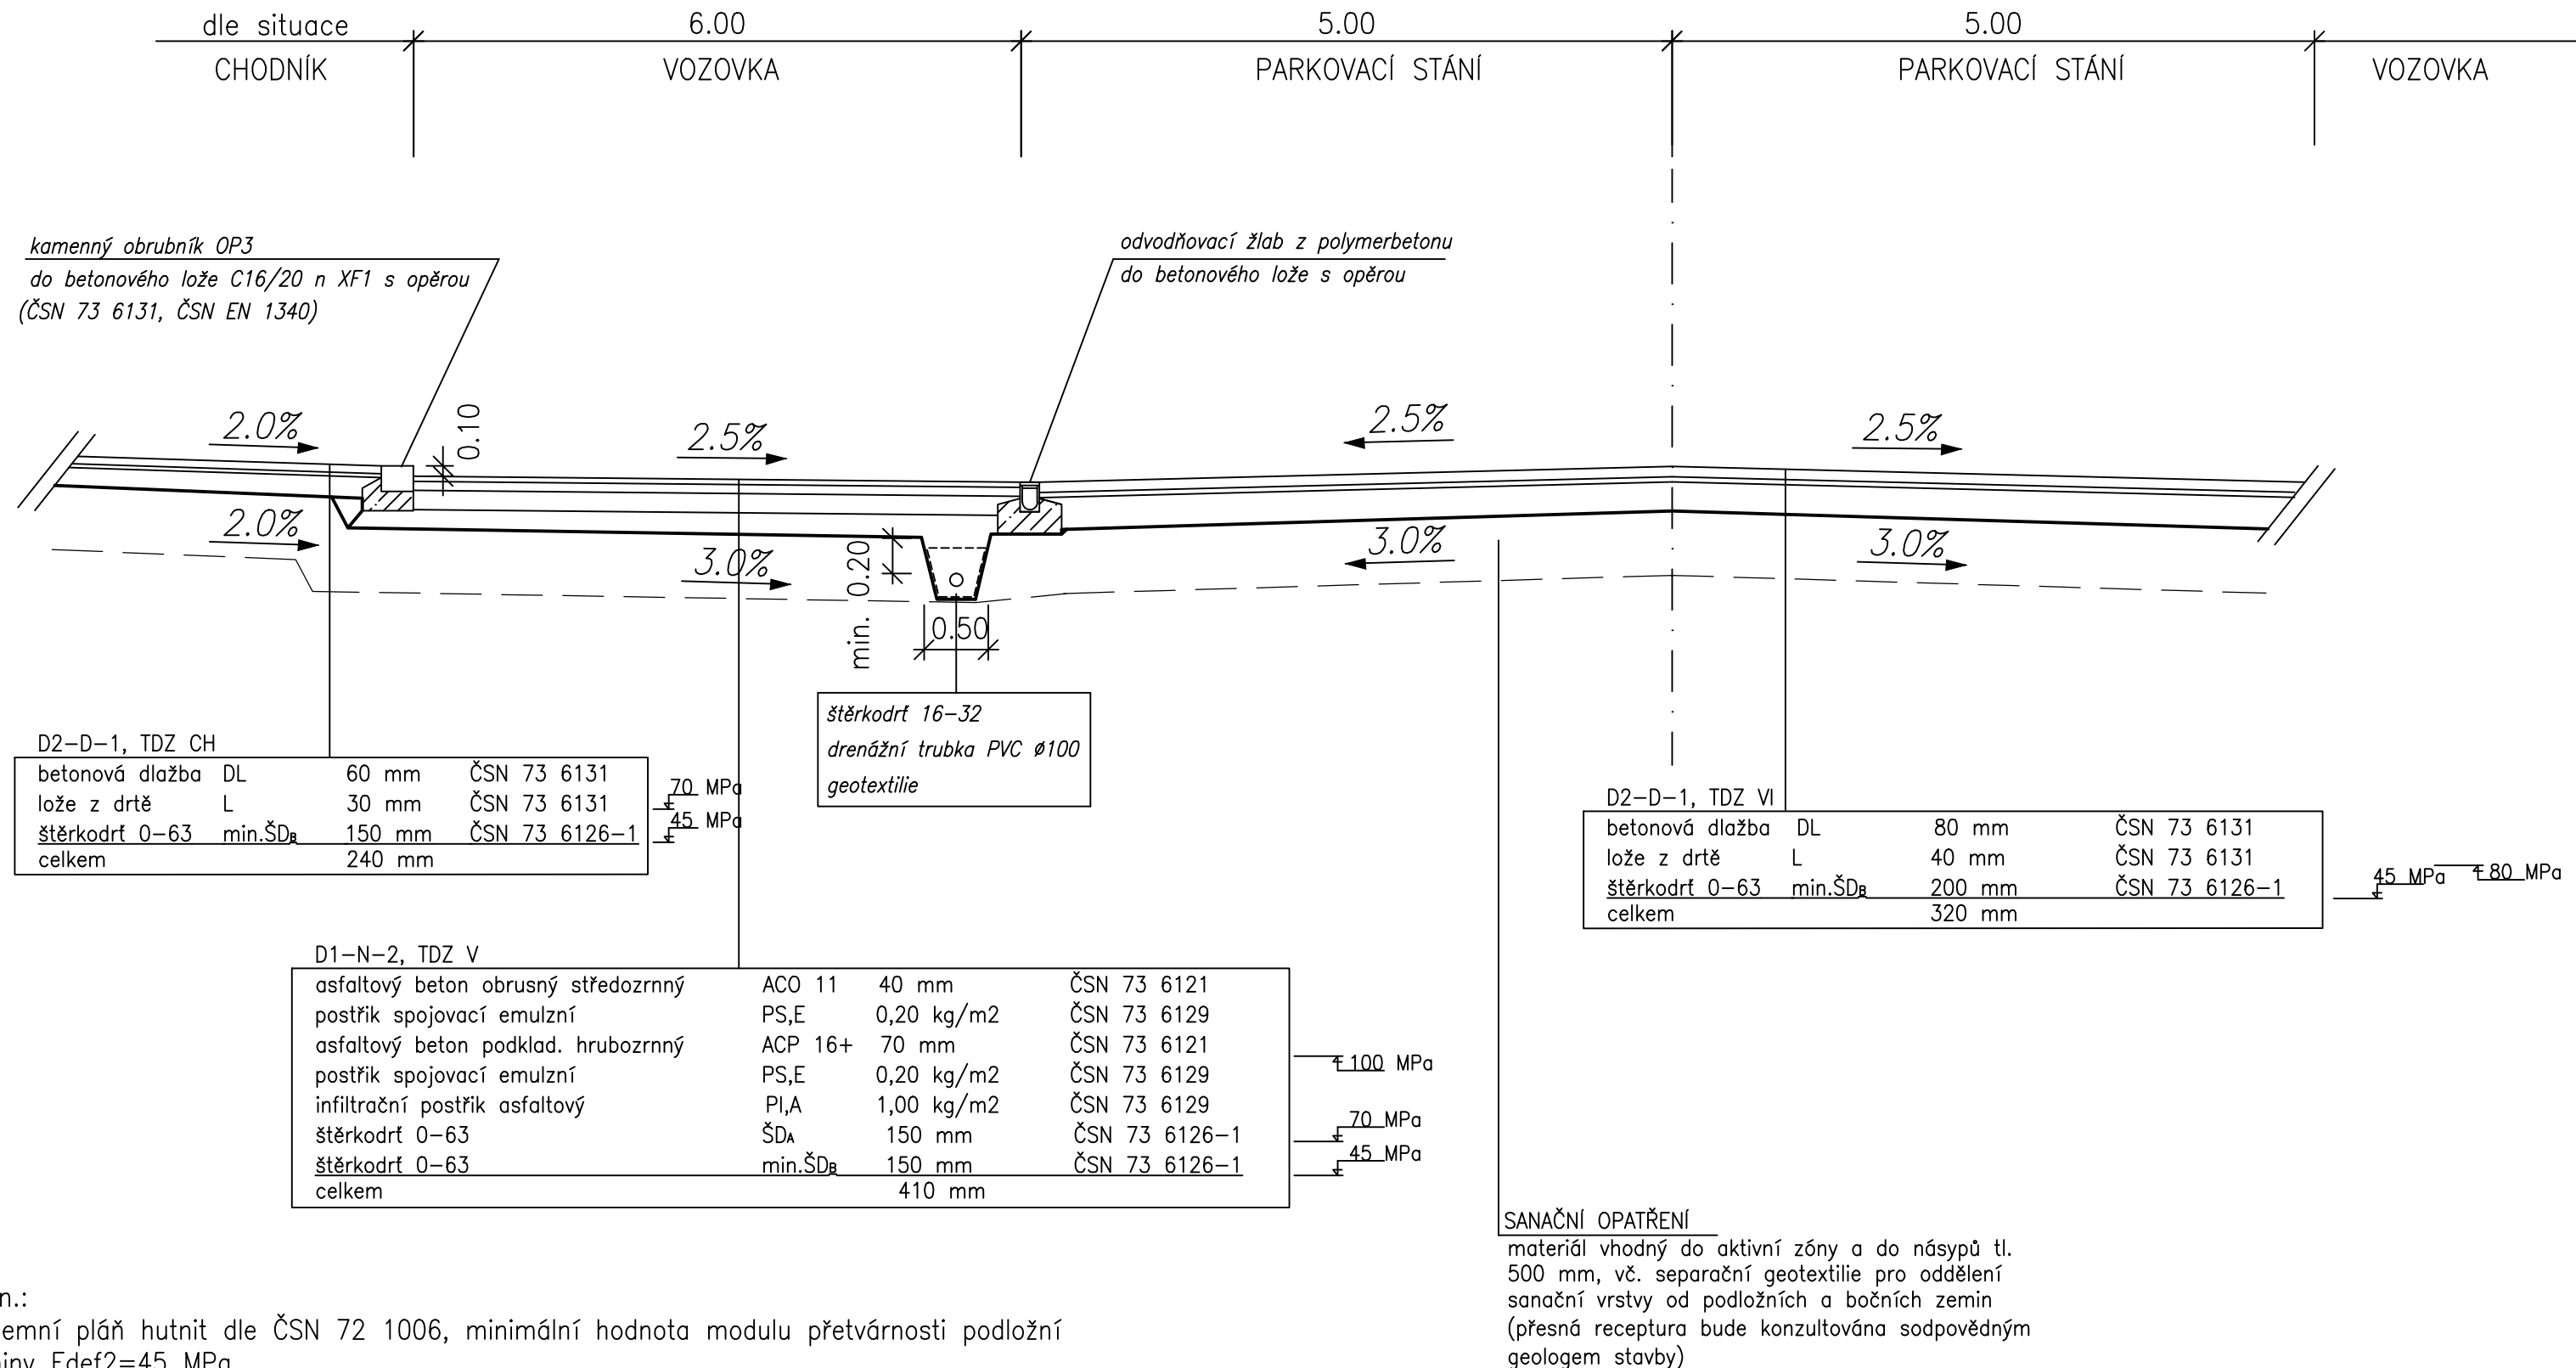 dle situace 6.00 5.00 5.00
CHODNÍK VOZOVKA PARKOVACÍ STÁNÍ PARKOVACÍ STÁNÍ VOZOVKA
kamenný obrubník OP3
do betonového lože C16/20 n XF1 s opěrou
(ČSN 73 6131, ČSN EN 1340)
odvodňovací žlab z polymerbetonu
do betonového lože s opěrou
2.0% 0.10 2.5% 2.5% 2.5%
2.0% 3.0% min. 0.20 3.0% 3.0%
0.50
štěrkodrť 16-32
drenážní trubka PVC ø100
geotextilie
D2-D-1, TDZ CH
betonová dlažba DL 60 mm ČSN 73 6131
lože z drtě L 30 mm ČSN 73 6131
štěrkodrť 0-63 min.ŠDB 150 mm ČSN 73 6126-1
celkem 240 mm
70 MPa
45 MPa
D2-D-1, TDZ VI
betonová dlažba DL 80 mm ČSN 73 6131
lože z drtě L 40 mm ČSN 73 6131
štěrkodrť 0-63 min.ŠDB 200 mm ČSN 73 6126-1
celkem 320 mm
45 MPa 80 MPa
D1-N-2, TDZ V
asfaltový beton obrusný středozrnný ACO 11 40 mm ČSN 73 6121
postřik spojovací emulzní PS,E 0,20 kg/m2 ČSN 73 6129
asfaltový beton podklad. hrubozrnný ACP 16+ 70 mm ČSN 73 6121
postřik spojovací emulzní PS,E 0,20 kg/m2 ČSN 73 6129
infiltrační postřik asfaltový PI,A 1,00 kg/m2 ČSN 73 6129
štěrkodrť 0-63 ŠDA 150 mm ČSN 73 6126-1
štěrkodrť 0-63 min.ŠDB 150 mm ČSN 73 6126-1
celkem 410 mm
100 MPa
70 MPa
45 MPa
SANAČNÍ OPATŘENÍ
materiál vhodný do aktivní zóny a do násypů tl.
500 mm, vč. separační geotextilie pro oddělení
sanační vrstvy od podložních a bočních zemin
(přesná receptura bude konzultována sodpovědným
geologem stavby)
n.:
emní pláň hutnit dle ČSN 72 1006, minimální hodnota modulu přetvárnosti podložní
iny Edef2=45 MPa